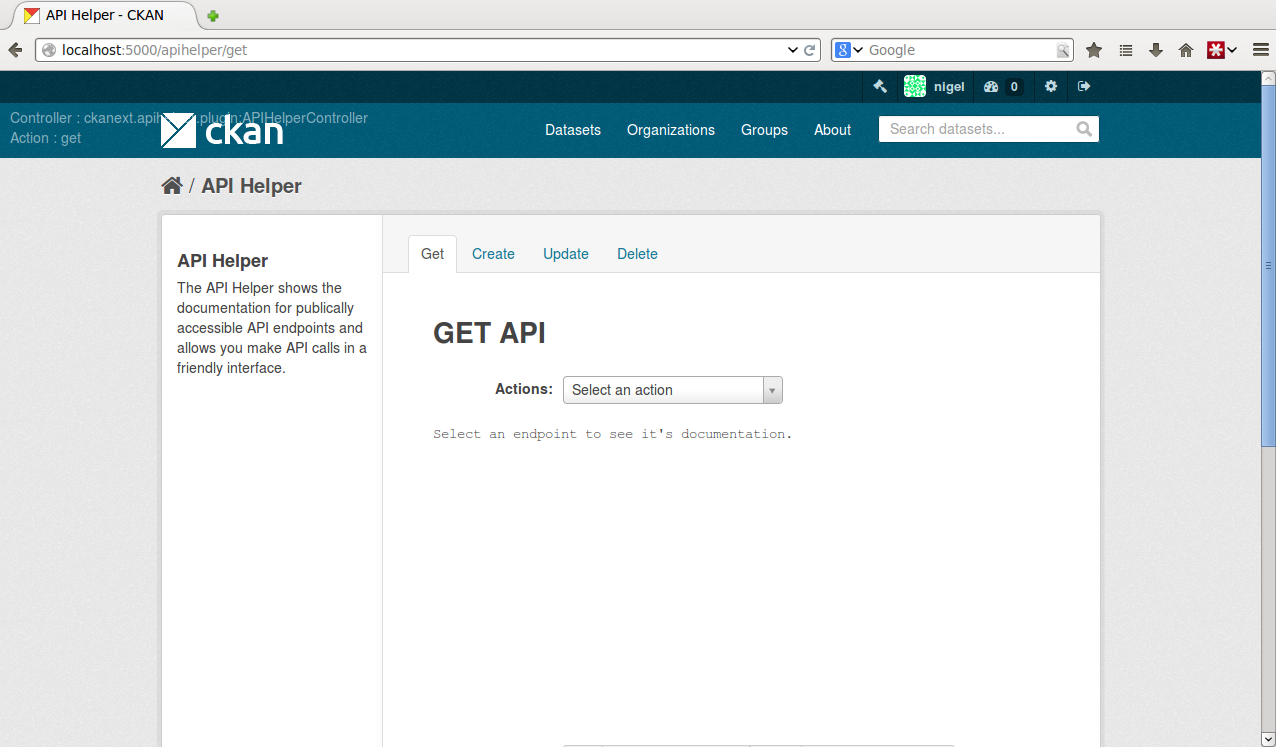 API Helper - CKAN
localhost:5000/apihelper/get
Google
nigel
0
Controller : ckanext.apih plugin:APIHelperController
Action : get
ckan
Datasets
Organizations
Groups
About
Search datasets...
/ API Helper
API Helper
The API Helper shows the
documentation for publically
accessible API endpoints and
allows you make API calls in a
friendly interface.
Get
Create
Update
Delete
GET API
Actions:
Select an action
Select an endpoint to see it's documentation.